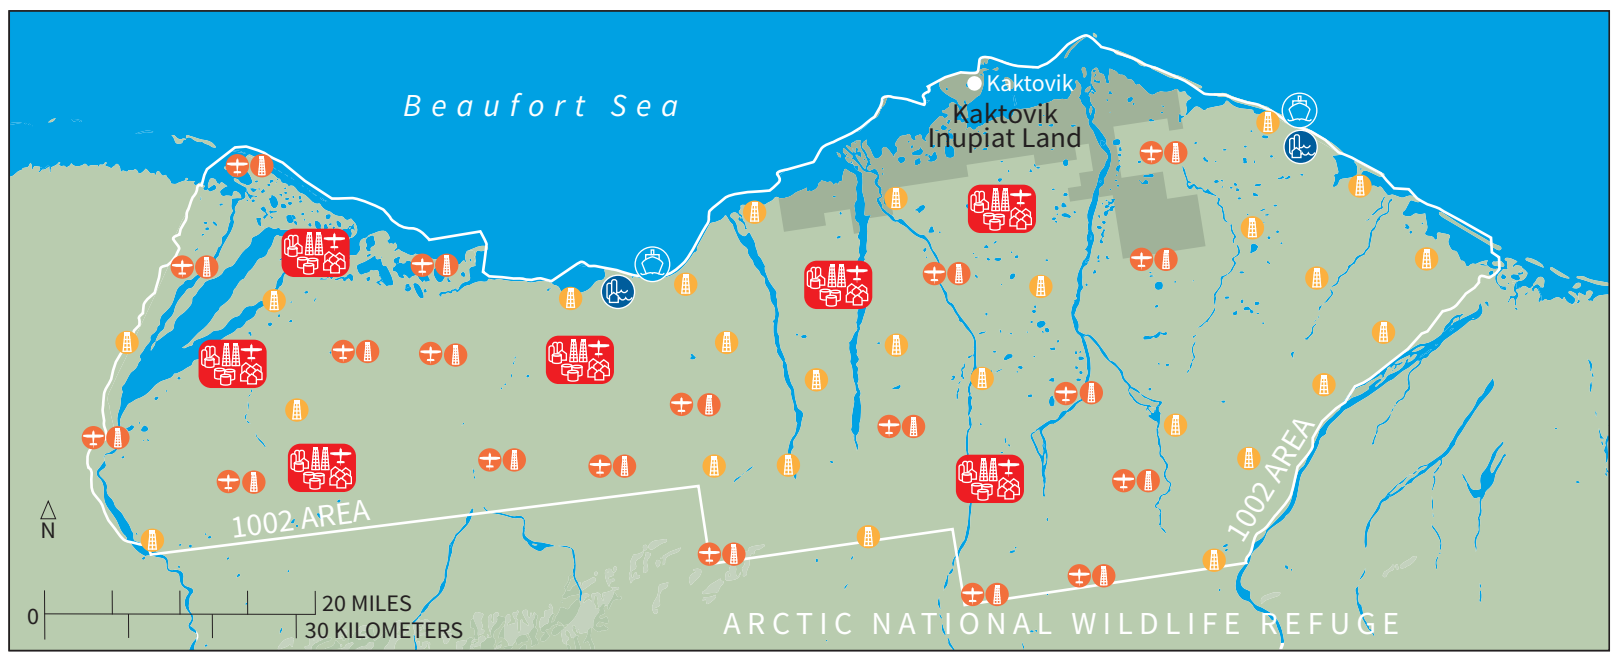 Kaktovik
Beaufort Sea
Kaktovik
Inupiat Land
1002 AREA
1002 AREA
N
0
20 MILES
30 KILOMETERS
ARCTIC NATIONAL WILDLIFE REFUGE